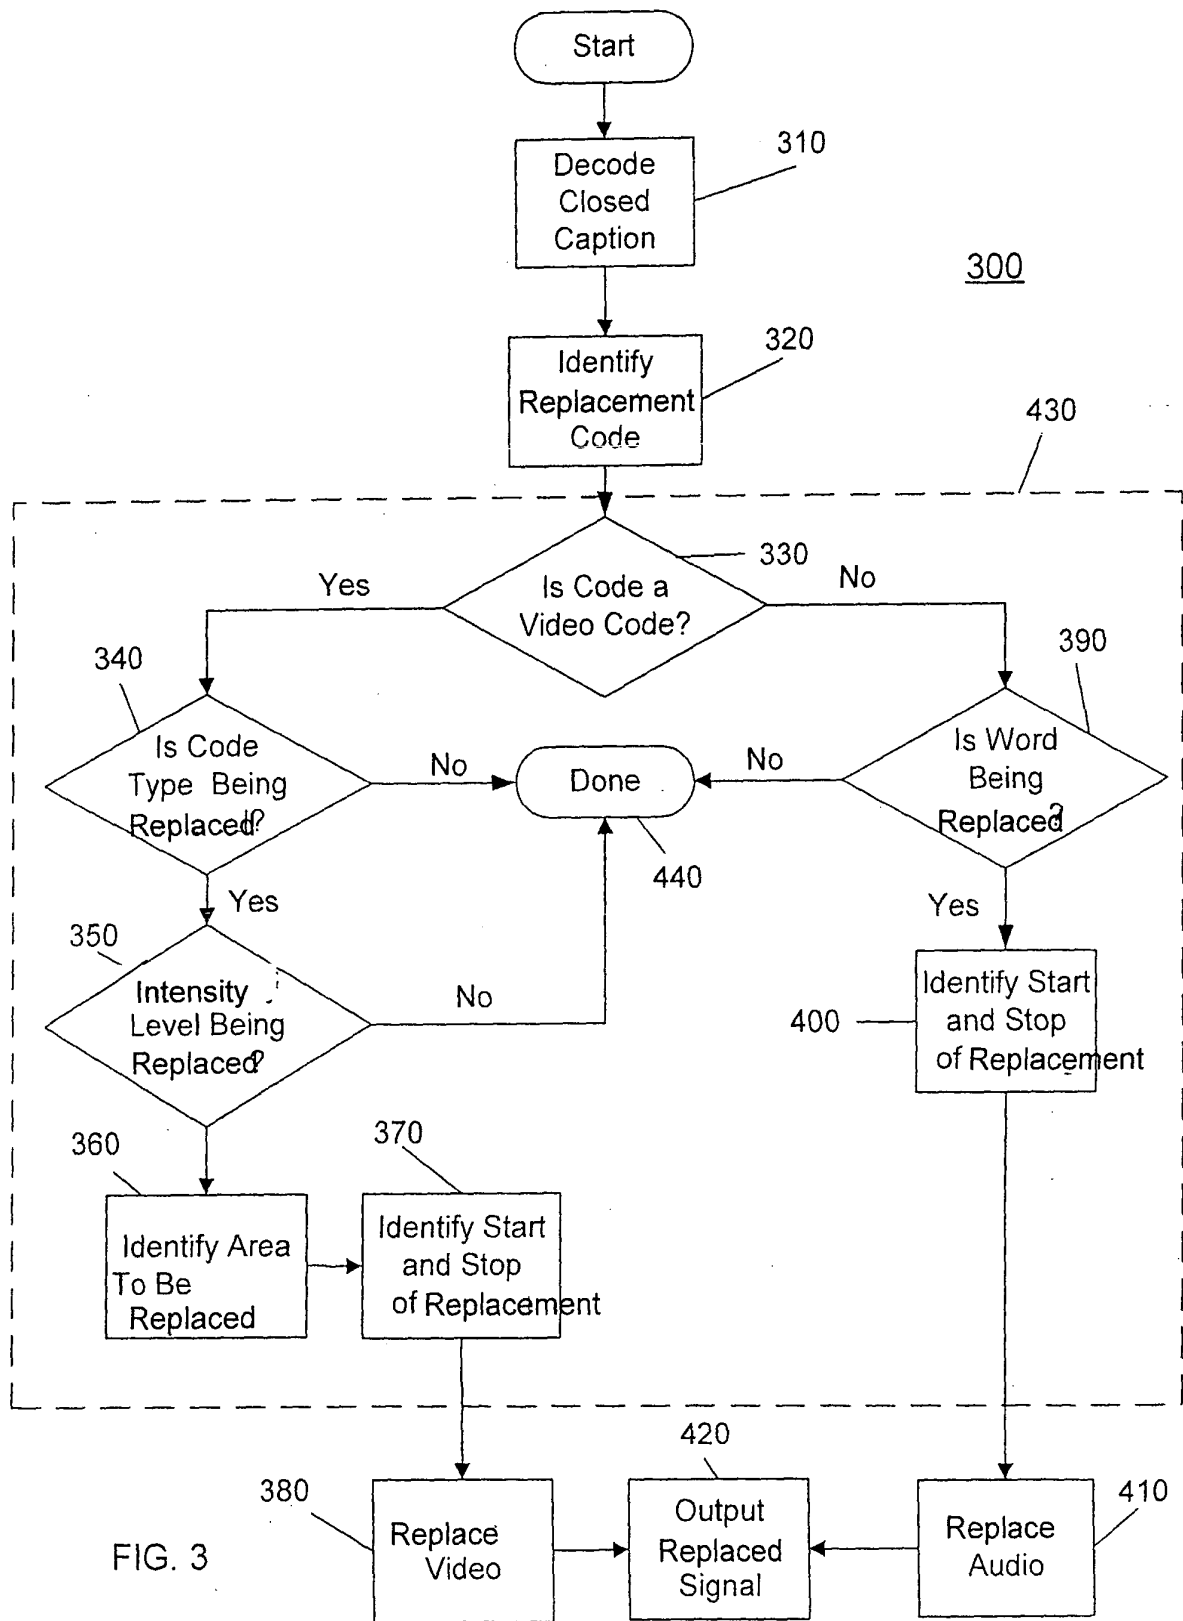 Start
310
Decode
Closed
Caption
300
320
Identify
Replacement
Code
430
330
Is Code a
Video Code?
Yes
No
340
Is Code
Type Being
Replaced?
No
Done
440
No
390
Is Word
Being
Replaced?
Yes
350
Intensity
Level Being
Replaced?
No
Yes
400
Identify Start
and Stop
of Replacement
360
Identify Area
To Be
Replaced
370
Identify Start
and Stop
of Replacement
380
Replace
Video
420
Output
Replaced
Signal
410
Replace
Audio
FIG. 3